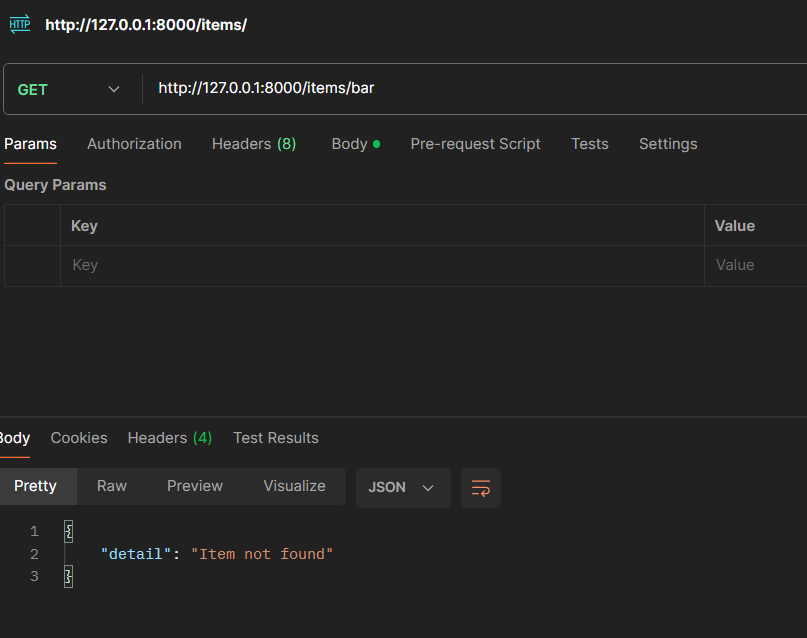 HTTP http://127.0.0.1:8000/items/
GET http://127.0.0.1:8000/items/bar
Params Authorization Headers (8) Body Pre-request Script Tests Settings
Query Params
Key Value
Key Value
Body Cookies Headers (4) Test Results
Pretty Raw Preview Visualize JSON
1 {
2 "detail": "Item not found"
3 }